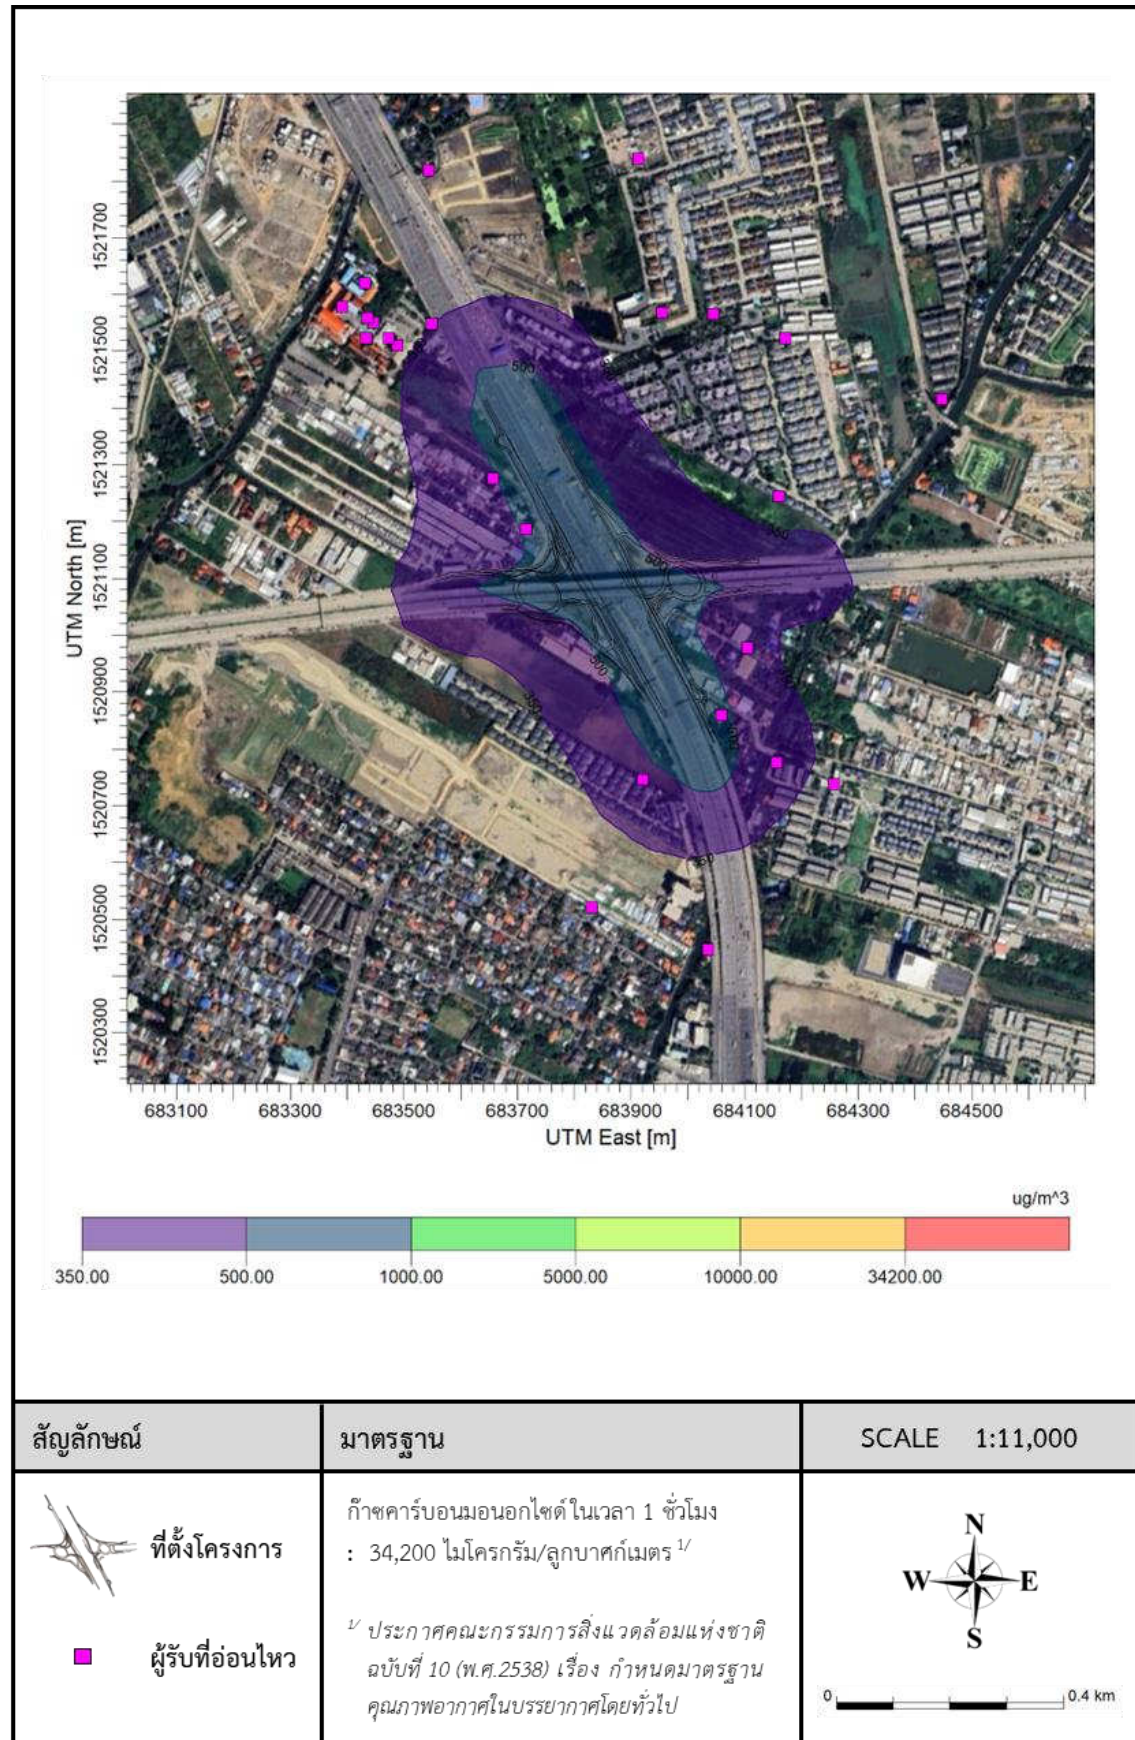 1521700
1521500
1521300
1521100
1520900
1520700
1520500
1520300
UTM North [m]
500
350
350
500
500
350
500
350
683100 683300 683500 683700 683900 684100 684300 684500
UTM East [m]
ug/m^3
350.00 500.00 1000.00 5000.00 10000.00 34200.00
สัญลักษณ์
ที่ตั้งโครงการ
ผู้รับที่อ่อนไหว
มาตรฐาน
ก๊าซคาร์บอนมอนอกไซด์ในเวลา 1 ชั่วโมง
: 34,200 ไมโครกรัม/ลูกบาศก์เมตร 1/
1/ ประกาศคณะกรรมการสิ่งแวดล้อมแห่งชาติ
ฉบับที่ 10 (พ.ศ.2538) เรื่อง กำหนดมาตรฐาน
คุณภาพอากาศในบรรยากาศโดยทั่วไป
SCALE 1:11,000
N
W E
S
0 0.4 km